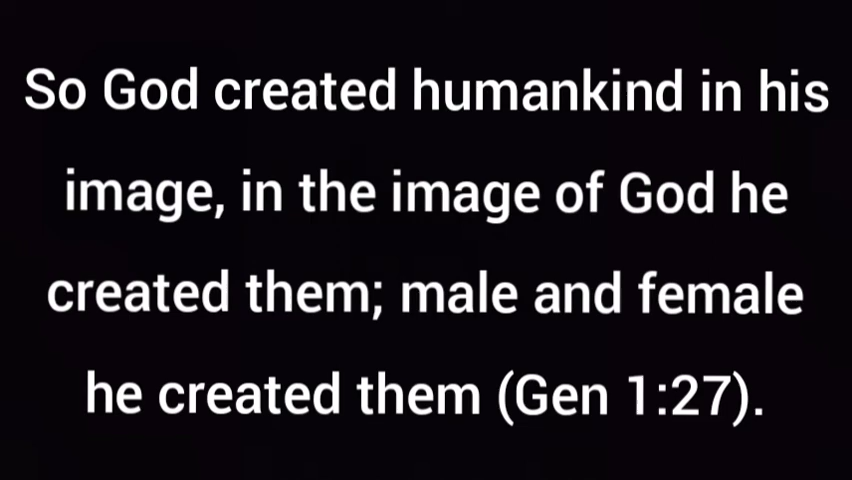 So God created humankind in his
image, in the image of God he
created them; male and female
he created them (Gen 1:27).